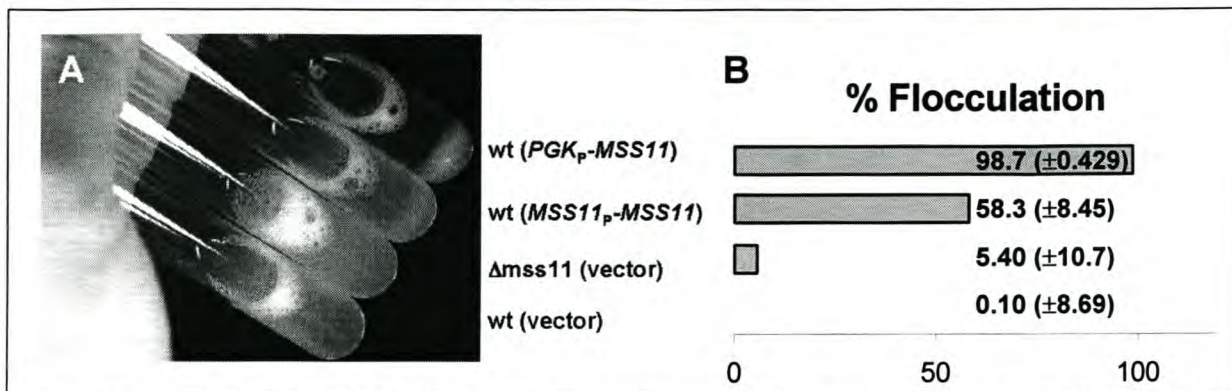 A
B
% Flocculation
wt (PGKP-MSS11)
98.7 (±0.429)
wt (MSS11P-MSS11)
58.3 (±8.45)
Δmss11 (vector)
5.40 (±10.7)
wt (vector)
0.10 (±8.69)
0 50 100